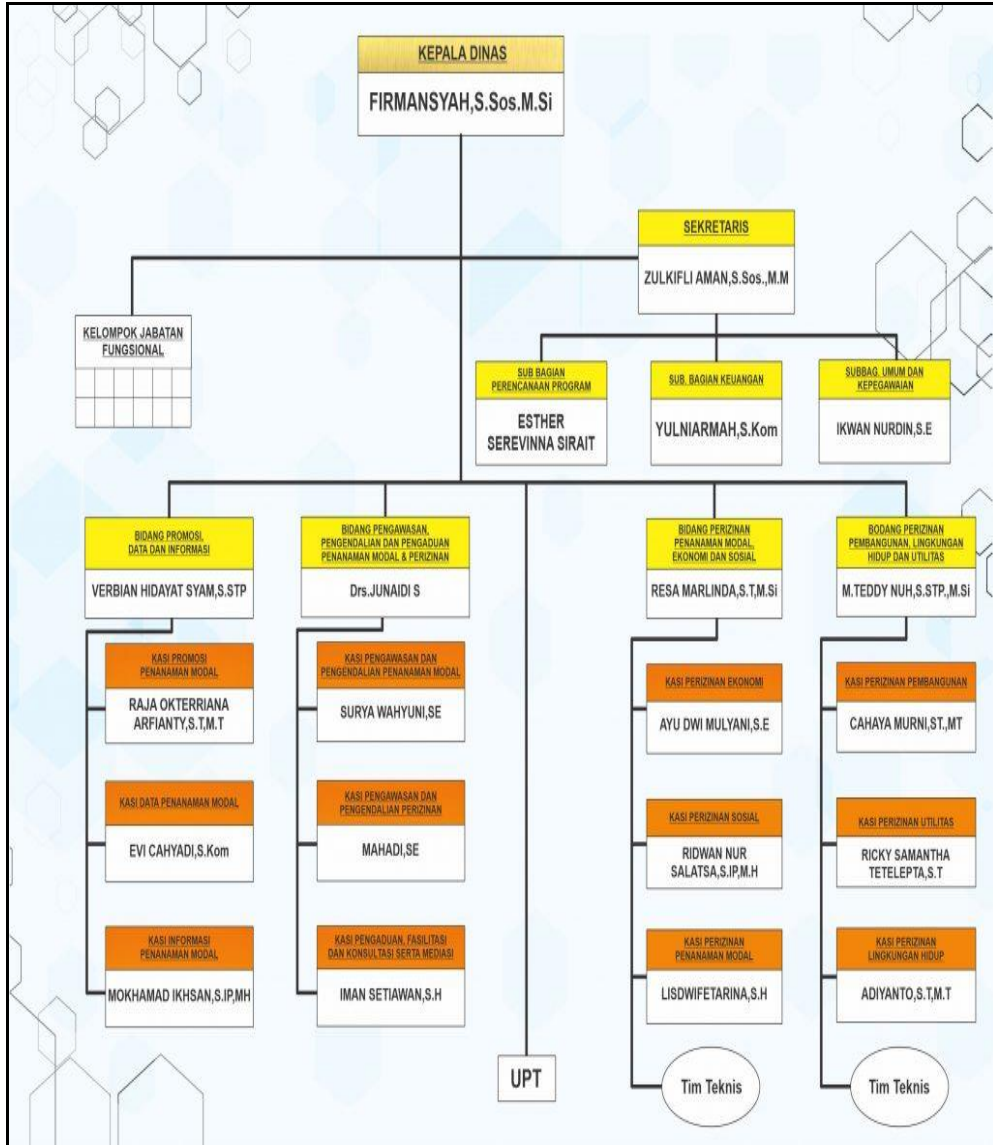 KEPALA DINAS
FIRMANSYAH,S.Sos.M.Si
SEKRETARIS
ZULKIFLI AMAN,S.Sos.,M.M
KELOMPOK JABATAN
FUNGSIONAL
SUB BAGIAN
PERENCANAAN PROGRAM
ESTHER
SEREVINNA SIRAIT
SUB. BAGIAN KEUANGAN
YULNIARMAH,S.Kom
SUBBAG. UMUM DAN
KEPEGAWAIAN
IKWAN NURDIN,S.E
BIDANG PROMOSI,
DATA DAN INFORMASI
VERBIAN HIDAYAT SYAM,S.STP
BIDANG PENGAWASAN,
PENGENDALIAN DAN PENGADUAN
PENANAMAN MODAL & PERIZINAN
Drs.JUNAIDI S
BIDANG PERIZINAN
PENANAMAN MODAL,
EKONOMI DAN SOSIAL
RESA MARLINDA,S.T,M.Si
BODANG PERIZINAN
PEMBANGUNAN, LINGKUNGAN
HIDUP DAN UTILITAS
M.TEDDY NUH,S.STP.,M.Si
KASI PROMOSI
PENANAMAN MODAL
RAJA OKTERRIANA
ARFIANTY,S.T,M.T
KASI DATA PENANAMAN MODAL
EVI CAHYADI,S.Kom
KASI INFORMASI
PENANAMAN MODAL
MOKHAMAD IKHSAN,S.IP,MH
KASI PENGAWASAN DAN
PENGENDALIAN PENANAMAN MODAL
SURYA WAHYUNI,SE
KASI PENGAWASAN DAN
PENGENDALIAN PERIZINAN
MAHADI,SE
KASI PENGADUAN, FASILITASI
DAN KONSULTASI SERTA MEDIASI
IMAN SETIAWAN,S.H
UPT
KASI PERIZINAN EKONOMI
AYU DWI MULYANI,S.E
KASI PERIZINAN SOSIAL
RIDWAN NUR
SALATSA,S.IP,M.H
KASI PERIZINAN
PENANAMAN MODAL
LISDWIFETARINA,S.H
Tim Teknis
KASI PERIZINAN PEMBANGUNAN
CAHAYA MURNI,ST.,MT
KASI PERIZINAN UTILITAS
RICKY SAMANTHA
TETELEPTA,S.T
KASI PERIZINAN
LINGKUNGAN HIDUP
ADIYANTO,S.T,M.T
Tim Teknis